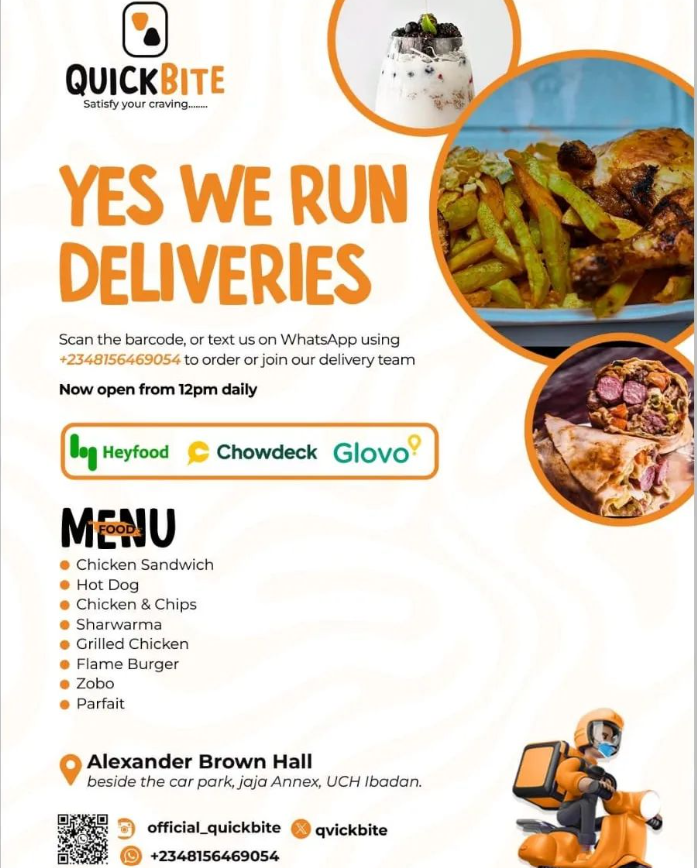 QUICKBITE
Satisfy your craving........
YES WE RUN
DELIVERIES
Scan the barcode, or text us on WhatsApp using
+2348156469054 to order or join our delivery team
Now open from 12pm daily
Heyfood Chowdeck Glovo
MENU
FOOD
Chicken Sandwich
Hot Dog
Chicken & Chips
Sharwarma
Grilled Chicken
Flame Burger
Zobo
Parfait
Alexander Brown Hall
beside the car park, jaja Annex, UCH Ibadan.
official_quickbite qvickbite
+2348156469054